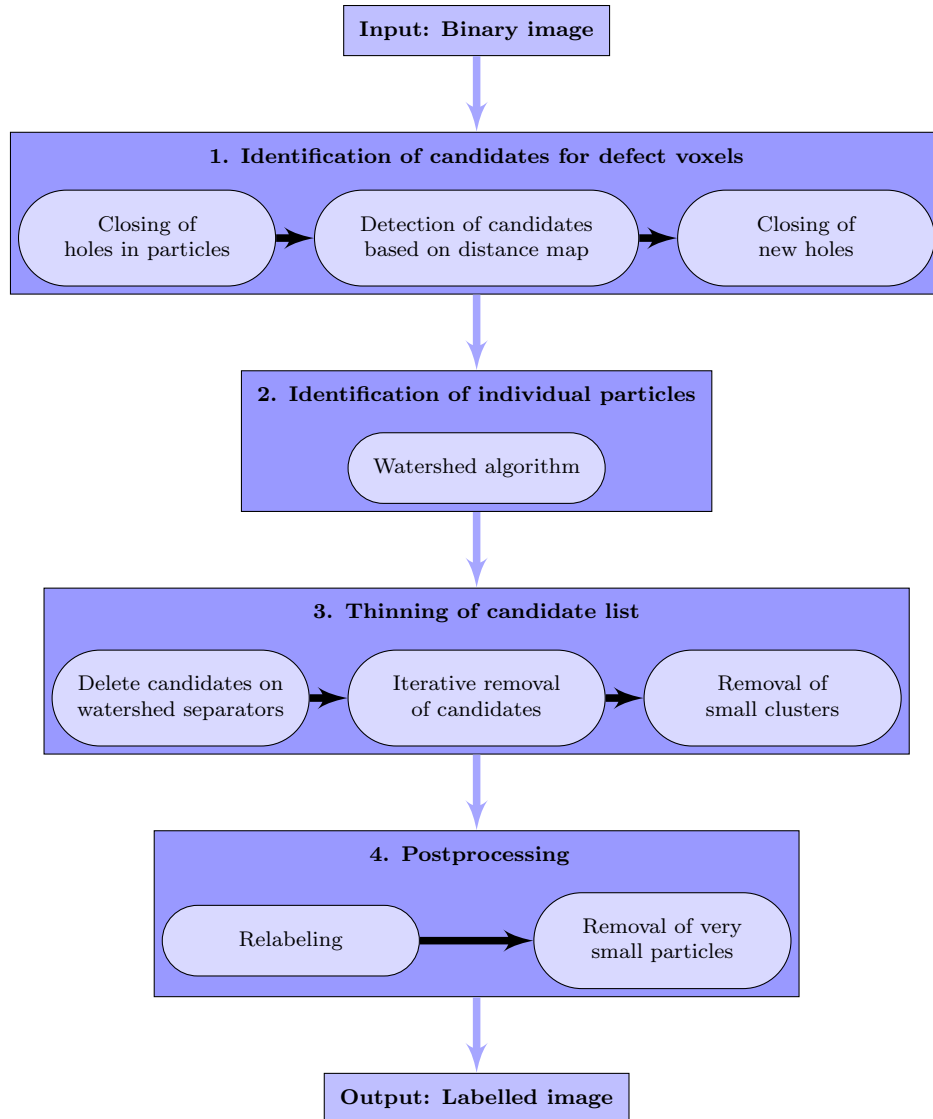 Input: Binary image
1. Identification of candidates for defect voxels
Closing of
holes in particles
Detection of candidates
based on distance map
Closing of
new holes
2. Identification of individual particles
Watershed algorithm
3. Thinning of candidate list
Delete candidates on
watershed separators
Iterative removal
of candidates
Removal of
small clusters
4. Postprocessing
Relabeling
Removal of very
small particles
Output: Labelled image